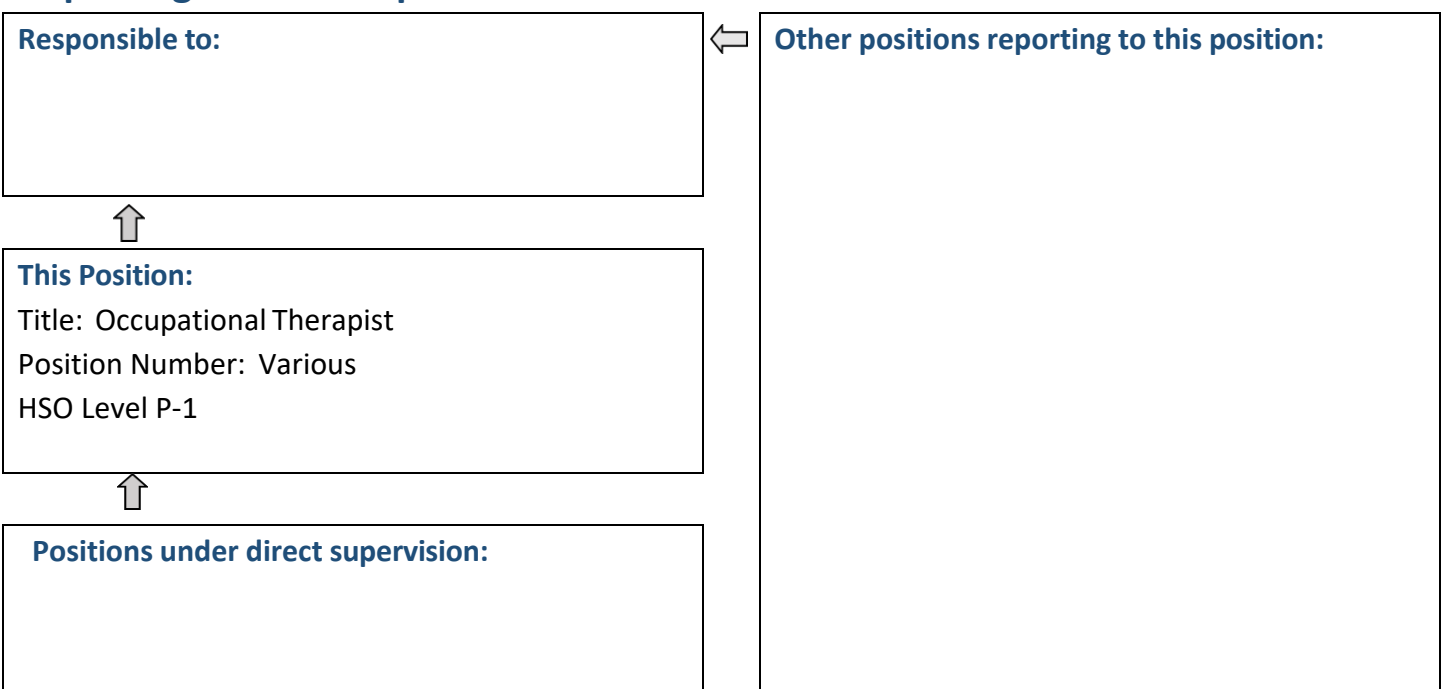 Responsible to:
Other positions reporting to this position:
This Position:
Title: Occupational Therapist
Position Number: Various
HSO Level P-1
Positions under direct supervision: